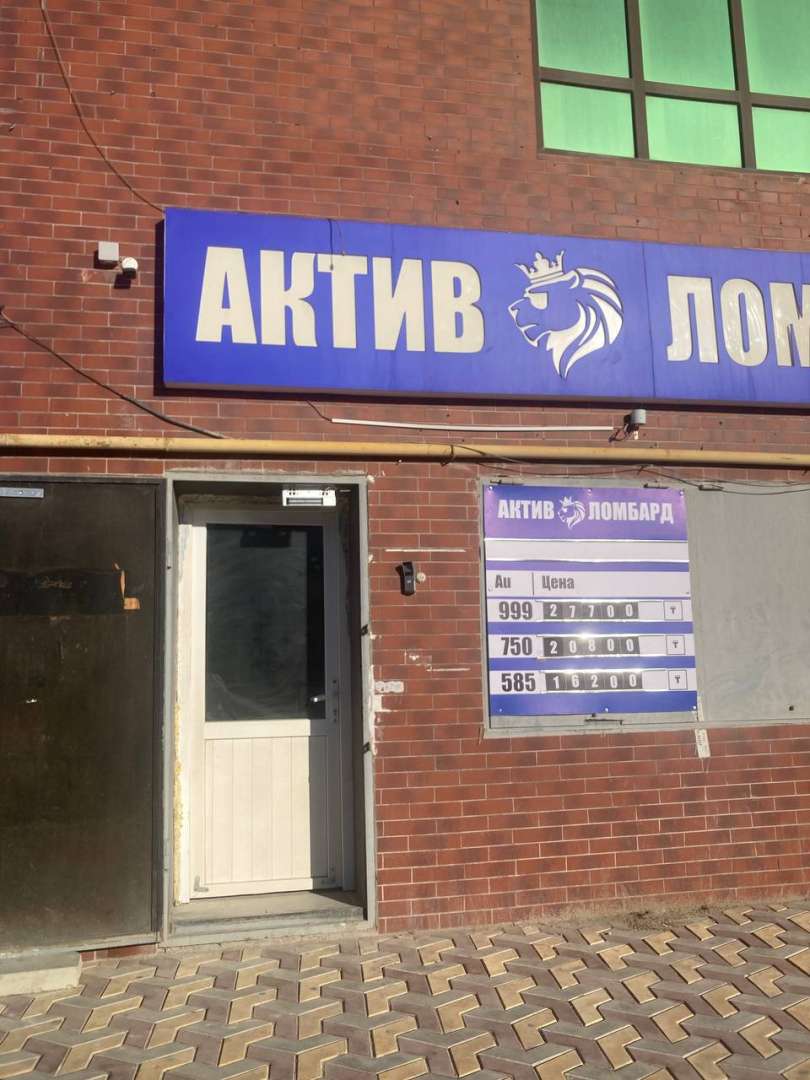 АКТИВ ЛОМ
АКТИВ ЛОМБАРД
Au Цена
999 27700 ₸
750 20800 ₸
585 16200 ₸